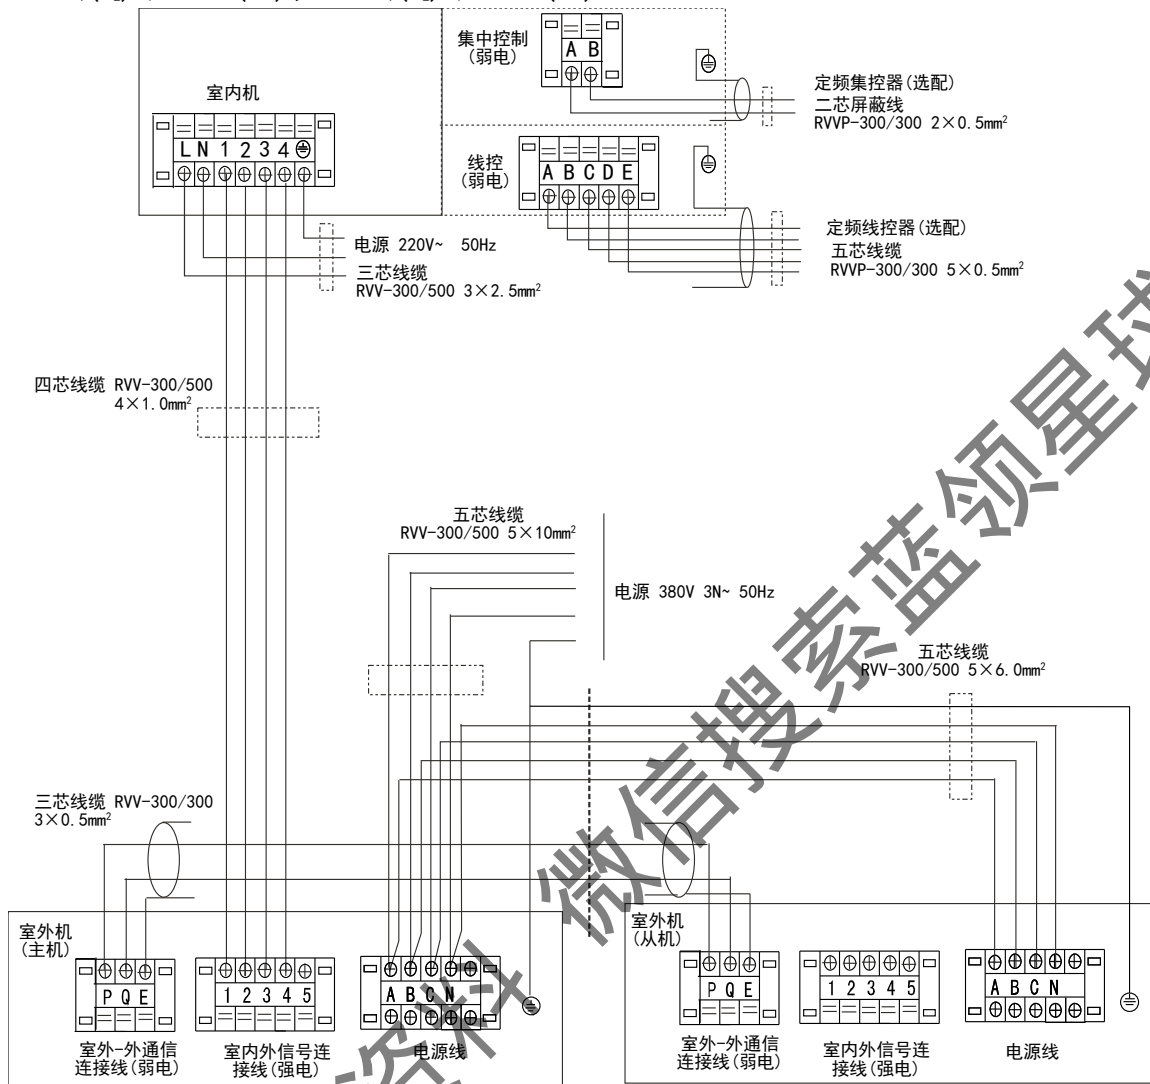 集中控制
(弱电)
A B
定频集控器(选配)
二芯屏蔽线
RVVP-300/300 2×0.5mm²
室内机
L N 1 2 3 4
线控
(弱电)
A B C D E
定频线控器(选配)
五芯线缆
RVVP-300/300 5×0.5mm²
电源 220V~ 50Hz
三芯线缆
RVV-300/500 3×2.5mm²
四芯线缆 RVV-300/500
4×1.0mm²
五芯线缆
RVV-300/500 5×10mm²
电源 380V 3N~ 50Hz
五芯线缆
RVV-300/500 5×6.0mm²
三芯线缆 RVV-300/300
3×0.5mm²
室外机
(主机)
P Q E
1 2 3 4 5
A B C N
室外-外通信
连接线(弱电)
室内外信号连
接线(强电)
电源线
室外机
(从机)
P Q E
1 2 3 4 5
A B C N
室外-外通信
连接线(弱电)
室内外信号连
接线(强电)
电源线
资料 微信搜索蓝领星球